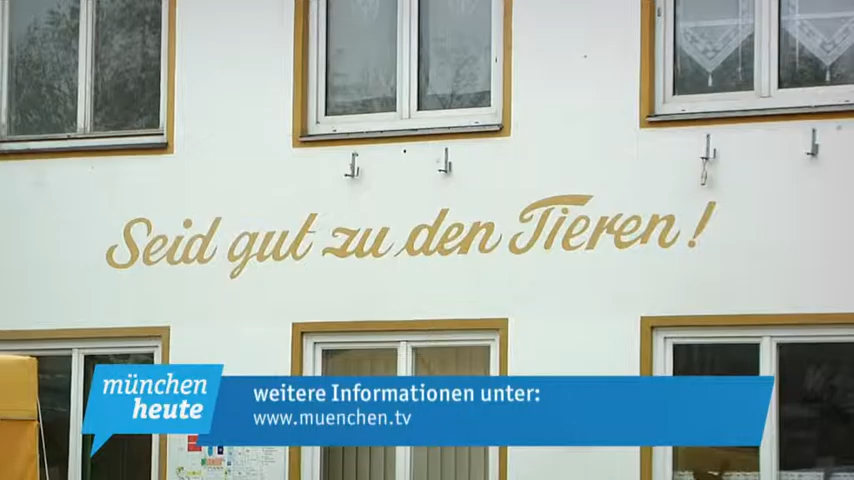 Seid gut zu den Tieren!
münchen
heute
weitere Informationen unter:
www.muenchen.tv